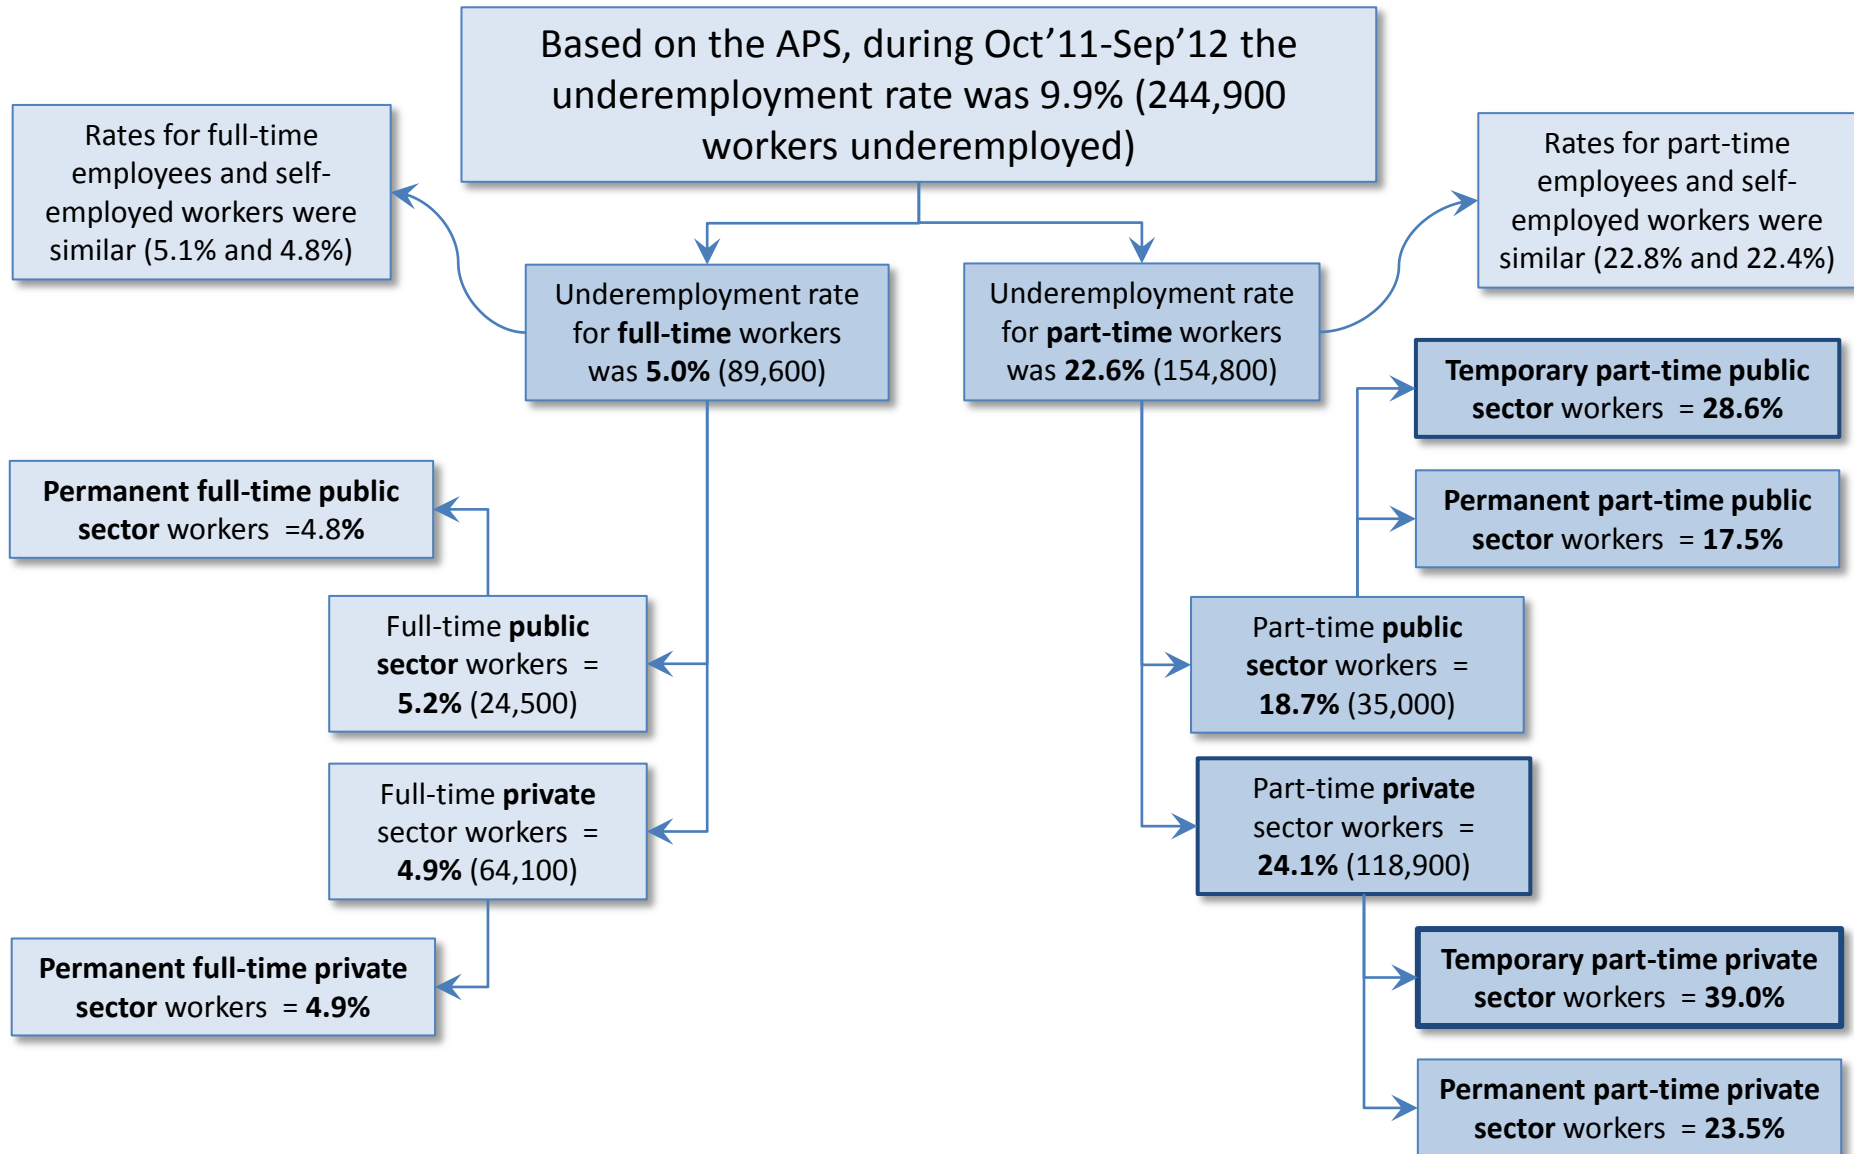 Based on the APS, during Oct’11-Sep’12 the
underemployment rate was 9.9% (244,900
workers underemployed)
Rates for full-time
employees and self-
employed workers were
similar (5.1% and 4.8%)
Rates for part-time
employees and self-
employed workers were
similar (22.8% and 22.4%)
Underemployment rate
for full-time workers
was 5.0% (89,600)
Underemployment rate
for part-time workers
was 22.6% (154,800)
Temporary part-time public
sector workers = 28.6%
Permanent full-time public
sector workers =4.8%
Permanent part-time public
sector workers = 17.5%
Full-time public
sector workers =
5.2% (24,500)
Part-time public
sector workers =
18.7% (35,000)
Full-time private
sector workers =
4.9% (64,100)
Part-time private
sector workers =
24.1% (118,900)
Permanent full-time private
sector workers = 4.9%
Temporary part-time private
sector workers = 39.0%
Permanent part-time private
sector workers = 23.5%